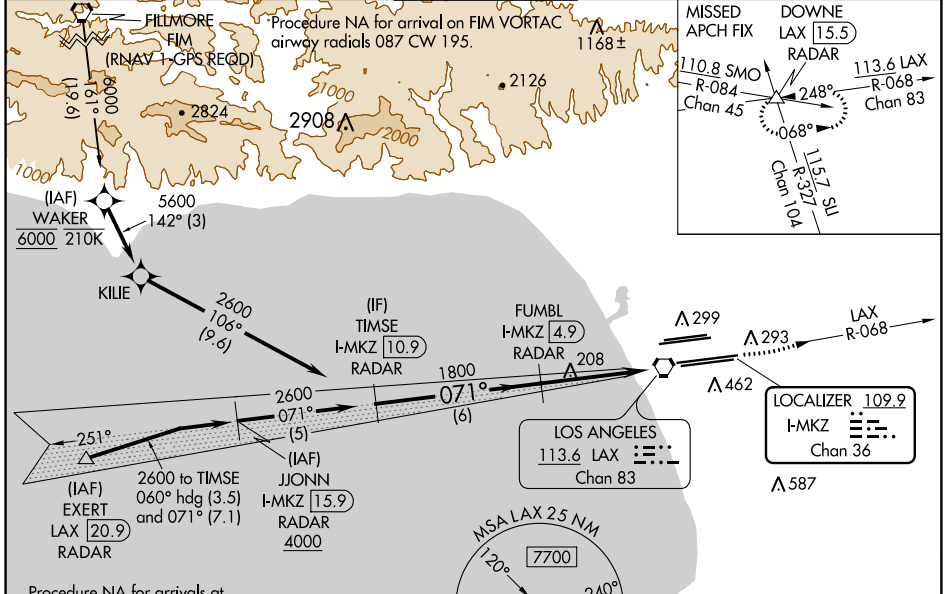 FILLMORE
FIM
(RNAV 1-GPS REQD)
6000
161°
(19.6)
Procedure NA for arrival on FIM VORTAC
airway radials 087 CW 195.
1168 ±
2126
1000
2824
2908
2000
1000
MISSED
APCH FIX
DOWNE
LAX 15.5
RADAR
110.8 SMO
R-084
Chan 45
113.6 LAX
R-068
Chan 83
248°
068°
115.7 SLI
R-327
Chan 104
(IAF)
WAKER
6000 210K
5600
142° (3)
KILIE
2600
106°
(9.6)
(IF)
TIMSE
I-MKZ 10.9
RADAR
FUMBL
I-MKZ 4.9
RADAR
208
299
293
462
587
LAX
R-068
2600
071°
(5)
1800
071°
(6)
251°
(IAF)
EXERT
LAX 20.9
RADAR
2600 to TIMSE
060° hdg (3.5)
and 071° (7.1)
(IAF)
JJONN
I-MKZ 15.9
RADAR
4000
LOS ANGELES
113.6 LAX
Chan 83
LOCALIZER 109.9
I-MKZ
Chan 36
MSA LAX 25 NM
120°
7700
240°
Procedure NA for arrivals at